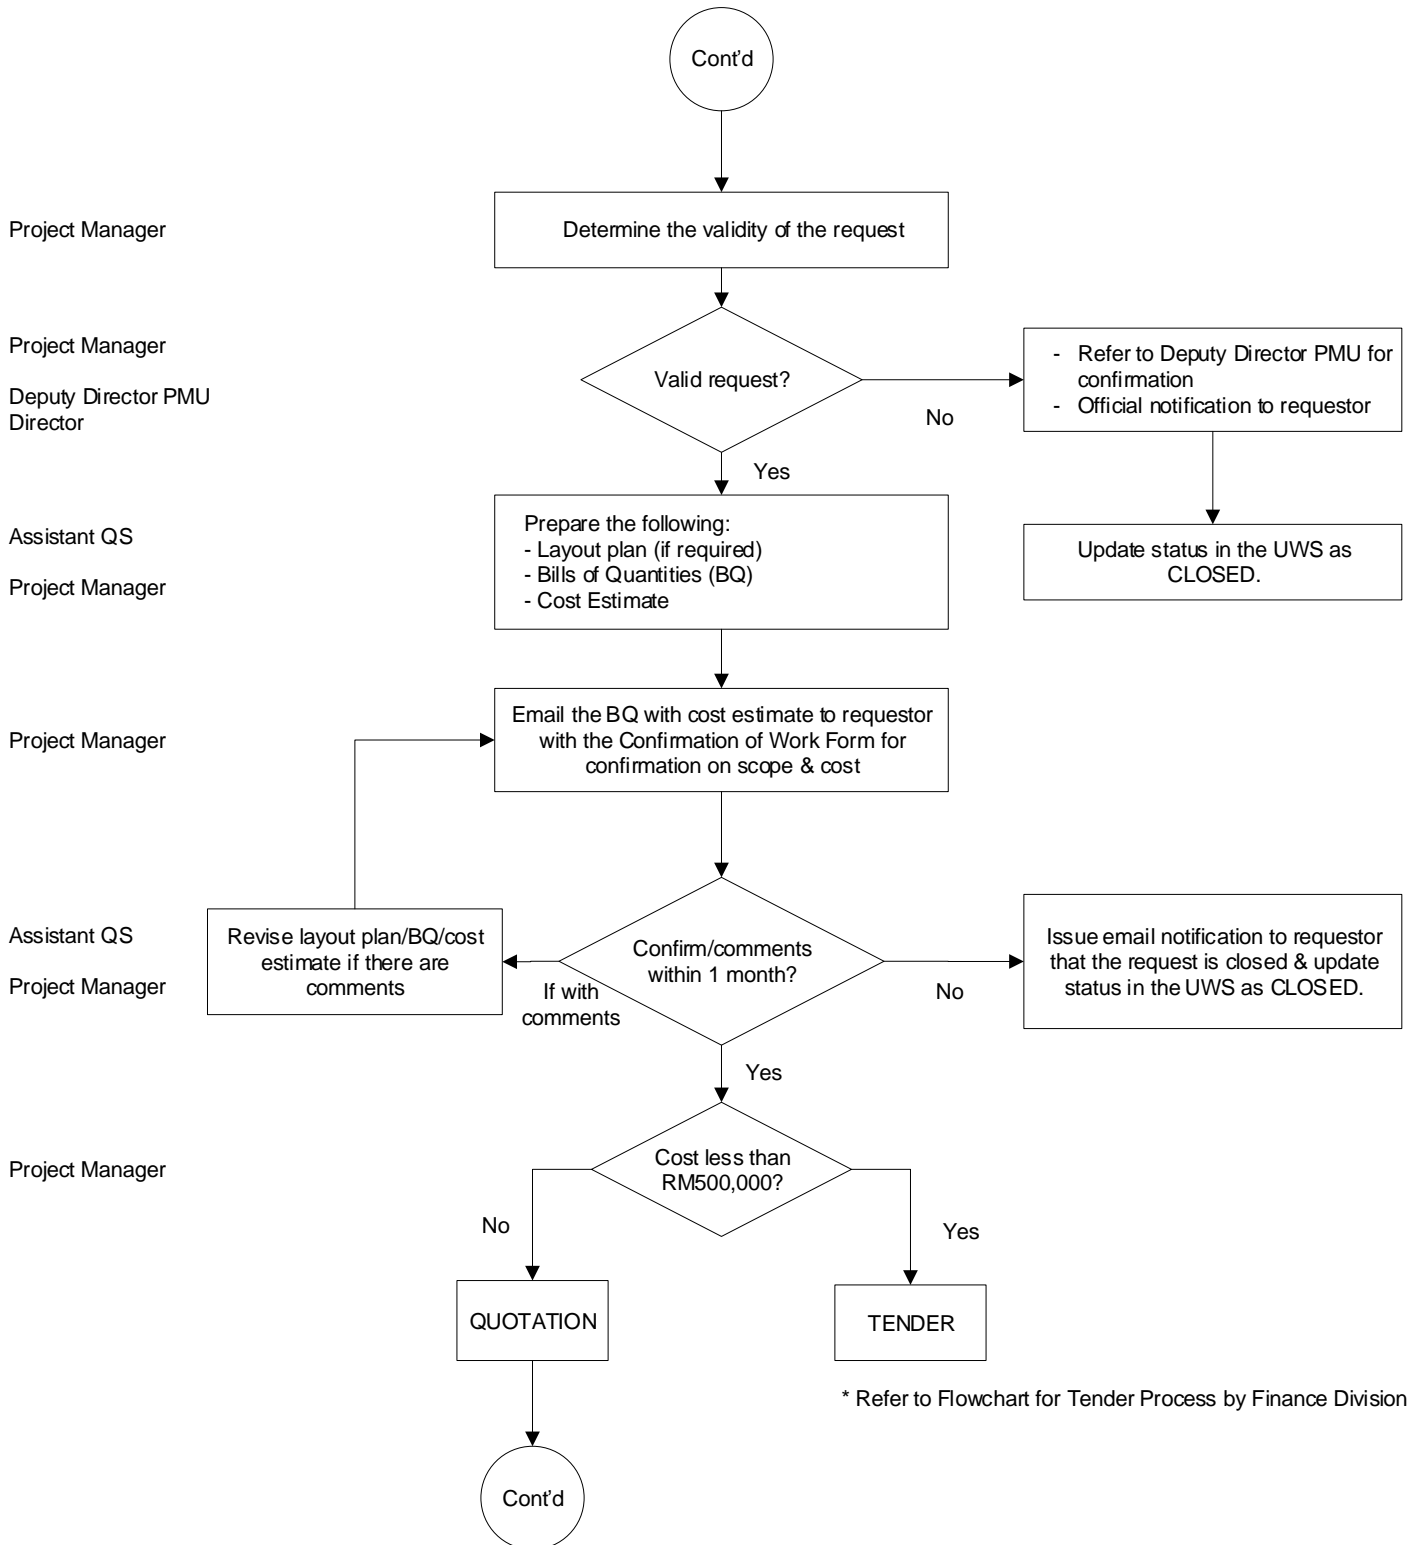 Cont'd
Project Manager
Determine the validity of the request
Project Manager
Deputy Director PMU
Director
Valid request?
No
- Refer to Deputy Director PMU for
confirmation
- Official notification to requestor
Yes
Assistant QS
Project Manager
Prepare the following:
- Layout plan (if required)
- Bills of Quantities (BQ)
- Cost Estimate
Update status in the UWS as
CLOSED.
Project Manager
Email the BQ with cost estimate to requestor
with the Confirmation of Work Form for
confirmation on scope & cost
Assistant QS
Project Manager
Revise layout plan/BQ/cost
estimate if there are
comments
If with
comments
Confirm/comments
within 1 month?
No
Issue email notification to requestor
that the request is closed & update
status in the UWS as CLOSED.
Yes
Project Manager
Cost less than
RM500,000?
No
Yes
QUOTATION
TENDER
* Refer to Flowchart for Tender Process by Finance Division
Cont'd